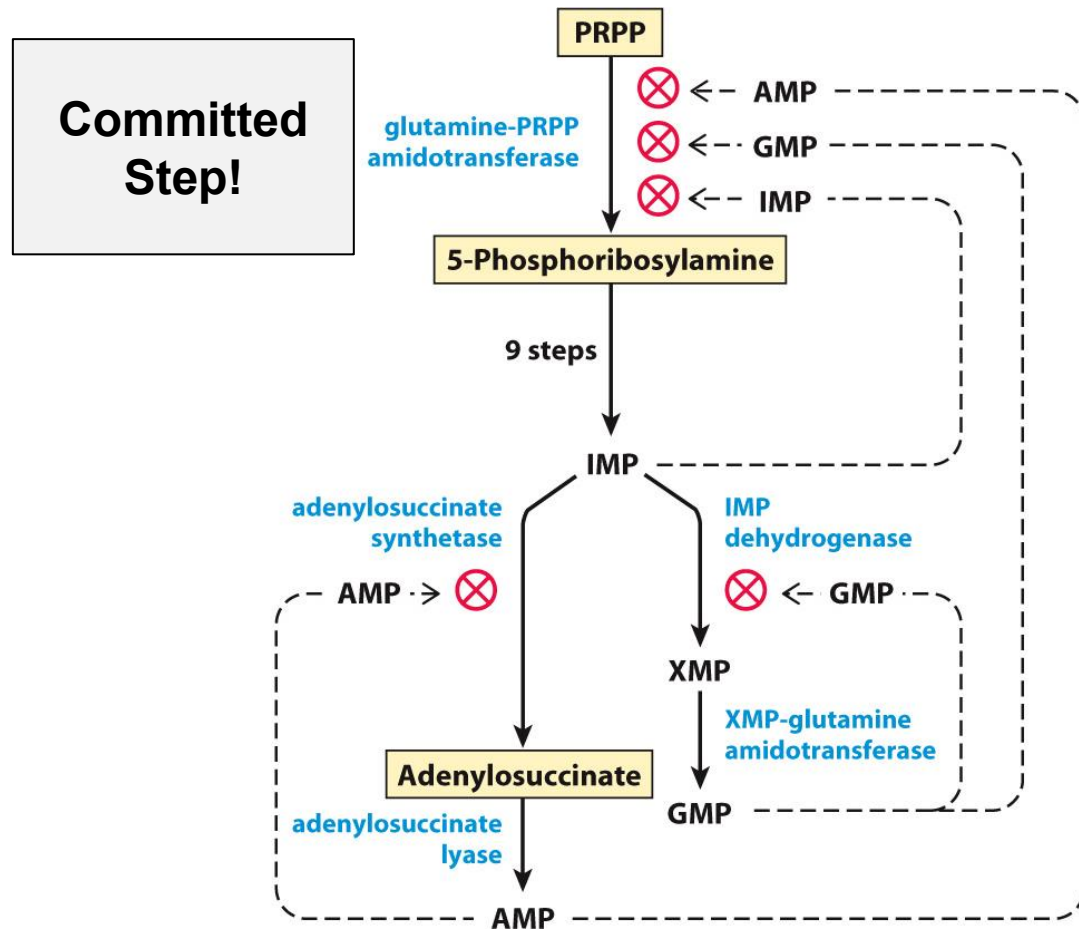 Committed
Step!
PRPP
glutamine-PRPP
amidotransferase
AMP
GMP
IMP
5-Phosphoribosylamine
9 steps
IMP
adenylosuccinate
synthetase
IMP
dehydrogenase
AMP
GMP
XMP
XMP-glutamine
amidotransferase
Adenylosuccinate
GMP
adenylosuccinate
lyase
AMP